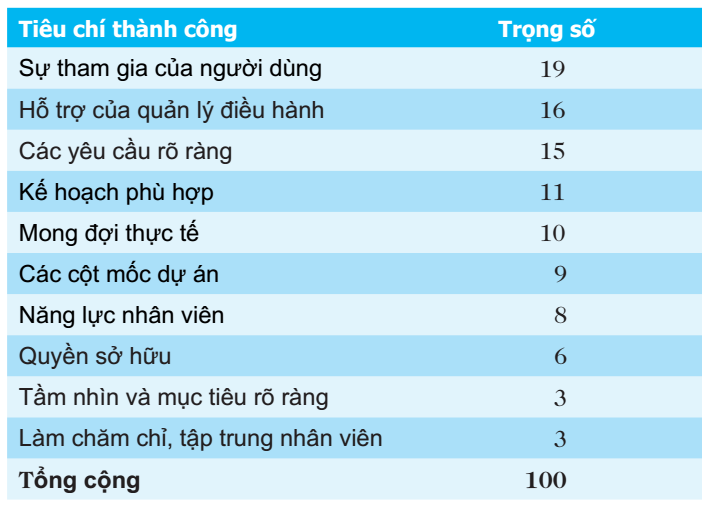 Tiêu chí thành công Trọng số
Sự tham gia của người dùng 19
Hỗ trợ của quản lý điều hành 16
Các yêu cầu rõ ràng 15
Kế hoạch phù hợp 11
Mong đợi thực tế 10
Các cột mốc dự án 9
Năng lực nhân viên 8
Quyền sở hữu 6
Tầm nhìn và mục tiêu rõ ràng 3
Làm chăm chỉ, tập trung nhân viên 3
Tổng cộng 100